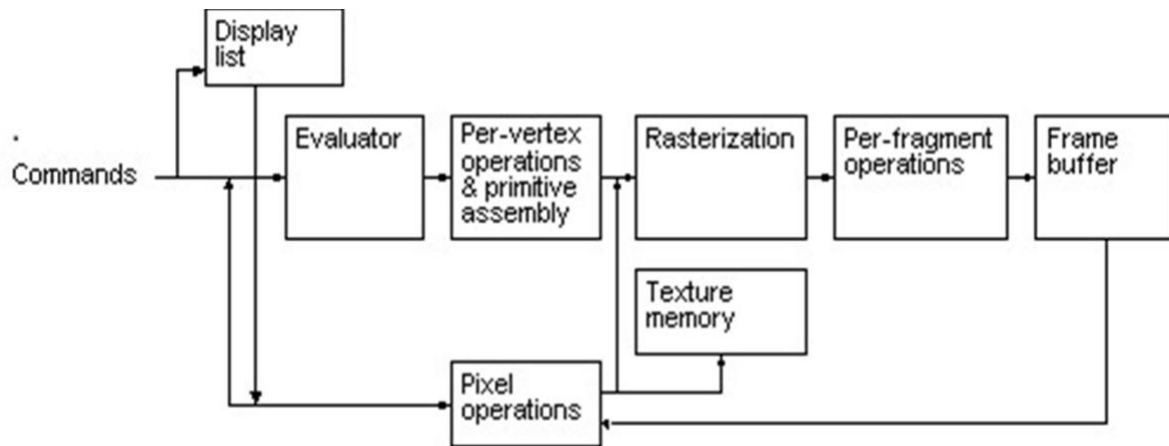 Display
list
Commands
Evaluator
Per-vertex
operations
& primitive
assembly
Rasterization
Per-fragment
operations
Frame
buffer
Texture
memory
Pixel
operations